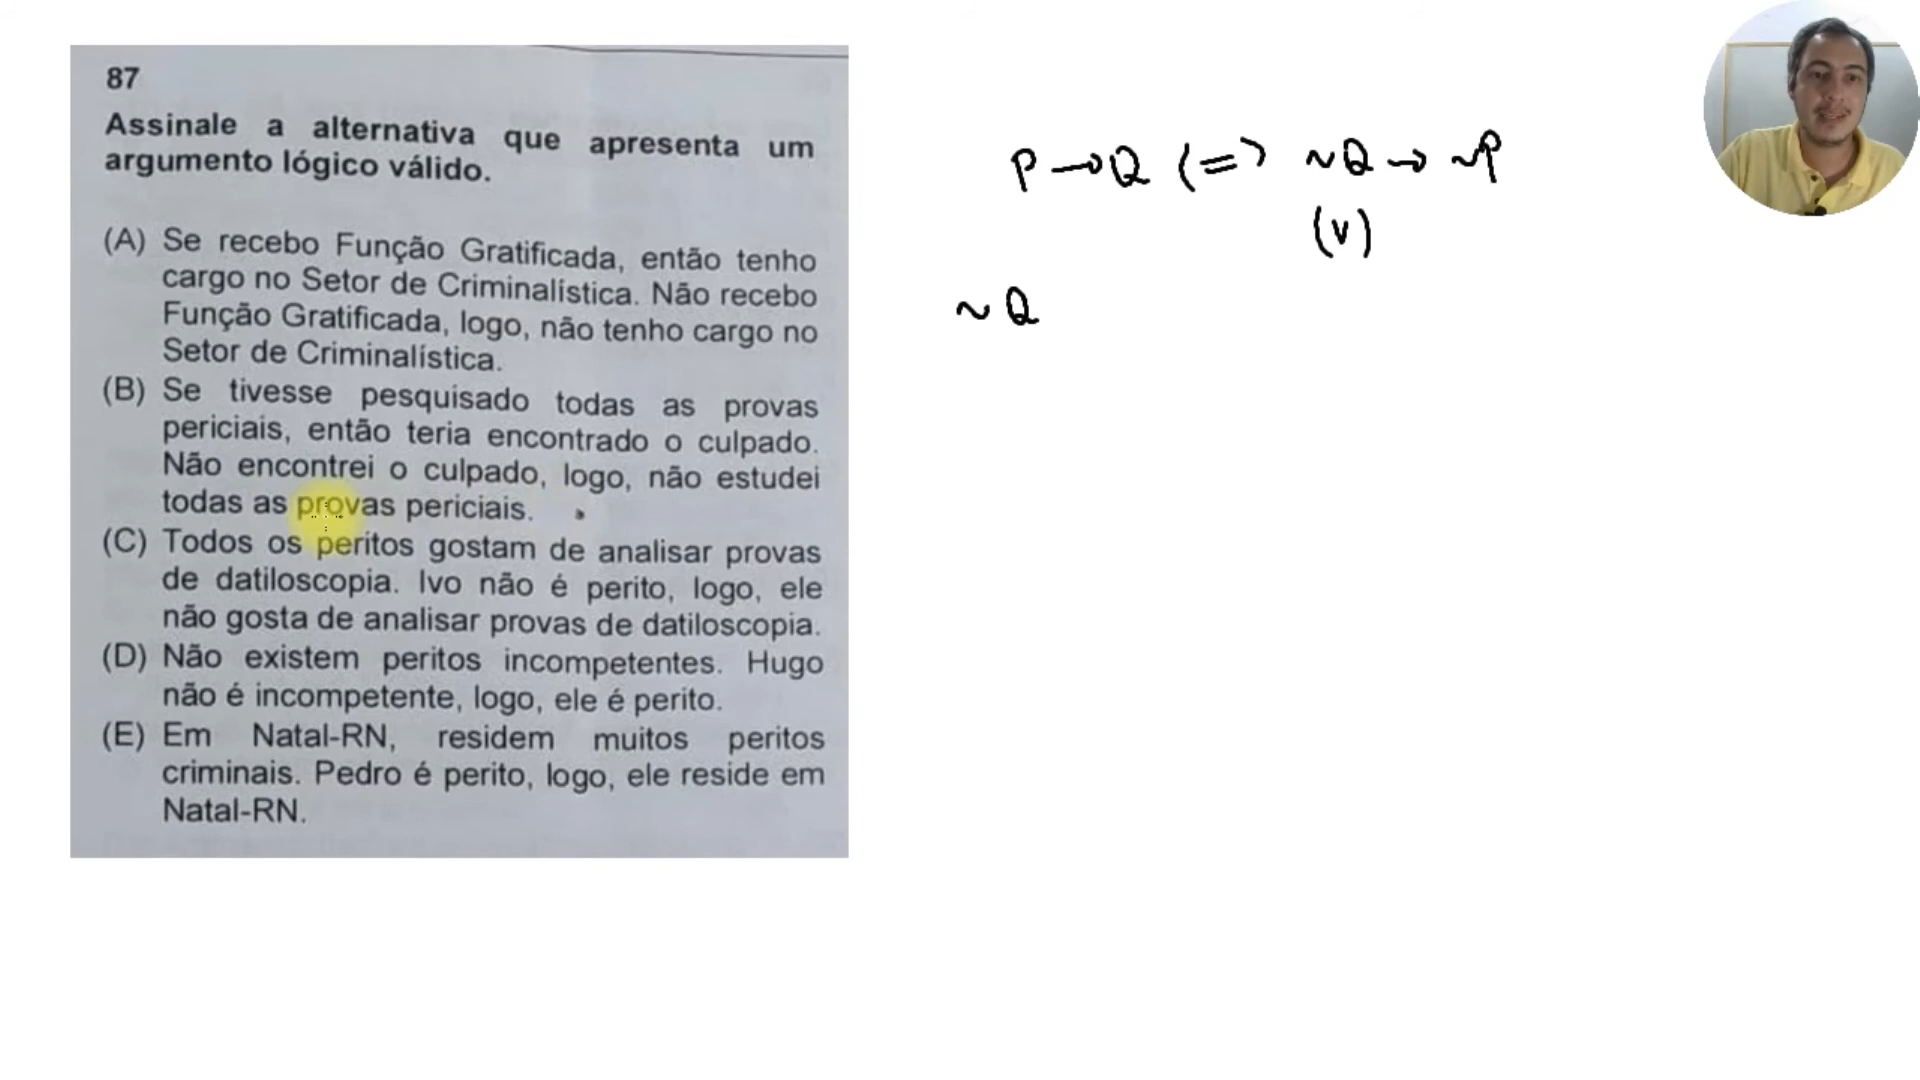 87
Assinale a alternativa que apresenta um
argumento lógico válido.
(A) Se recebo Função Gratificada, então tenho
cargo no Setor de Criminalística. Não recebo
Função Gratificada, logo, não tenho cargo no
Setor de Criminalística.
(B) Se tivesse pesquisado todas as provas
periciais, então teria encontrado o culpado.
Não encontrei o culpado, logo, não estudei
todas as provas periciais.
(C) Todos os peritos gostam de analisar provas
de datiloscopia. Ivo não é perito, logo, ele
não gosta de analisar provas de datiloscopia.
(D) Não existem peritos incompetentes. Hugo
não é incompetente, logo, ele é perito.
(E) Em Natal-RN, residem muitos peritos
criminais. Pedro é perito, logo, ele reside em
Natal-RN.
P → Q (=> ~Q → ~P
(V)
~Q